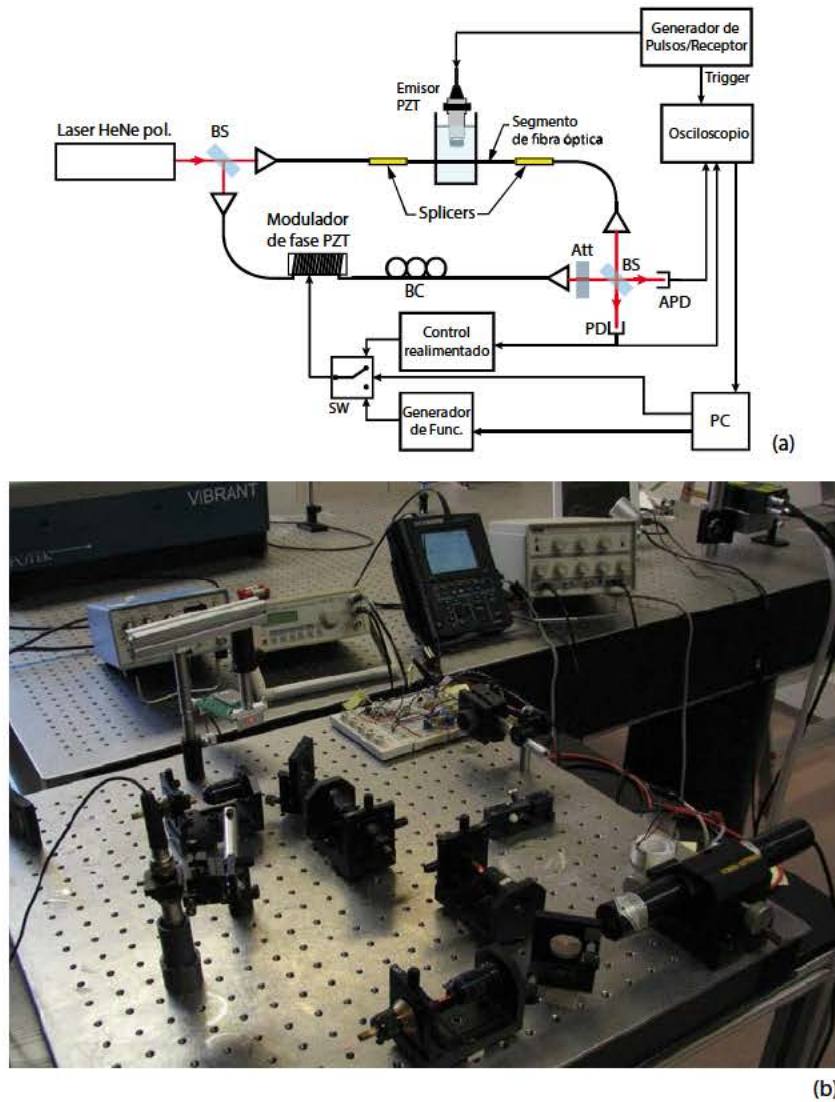 Generador de
Pulsos/Receptor
Trigger
Emisor
PZT
Laser HeNe pol.
BS
Segmento
de fibra óptica
Osciloscopio
Splicers
Modulador
de fase PZT
Att
BS
BC
APD
PD
Control
realimentado
SW
Generador
de Func.
PC
(a)
VIBRANT
(b)